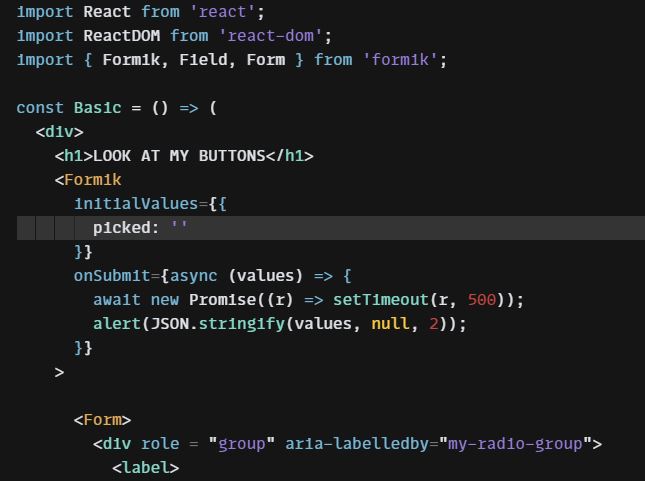 import React from 'react';
import ReactDOM from 'react-dom';
import { Formik, Field, Form } from 'formik';
const Basic = () => (
<div>
<h1>LOOK AT MY BUTTONS</h1>
<Formik
initialValues={{
picked: ''
}}
onSubmit={async (values) => {
await new Promise((r) => setTimeout(r, 500));
alert(JSON.stringify(values, null, 2));
}}
>
<Form>
<div role = "group" aria-labelledby="my-radio-group">
<label>